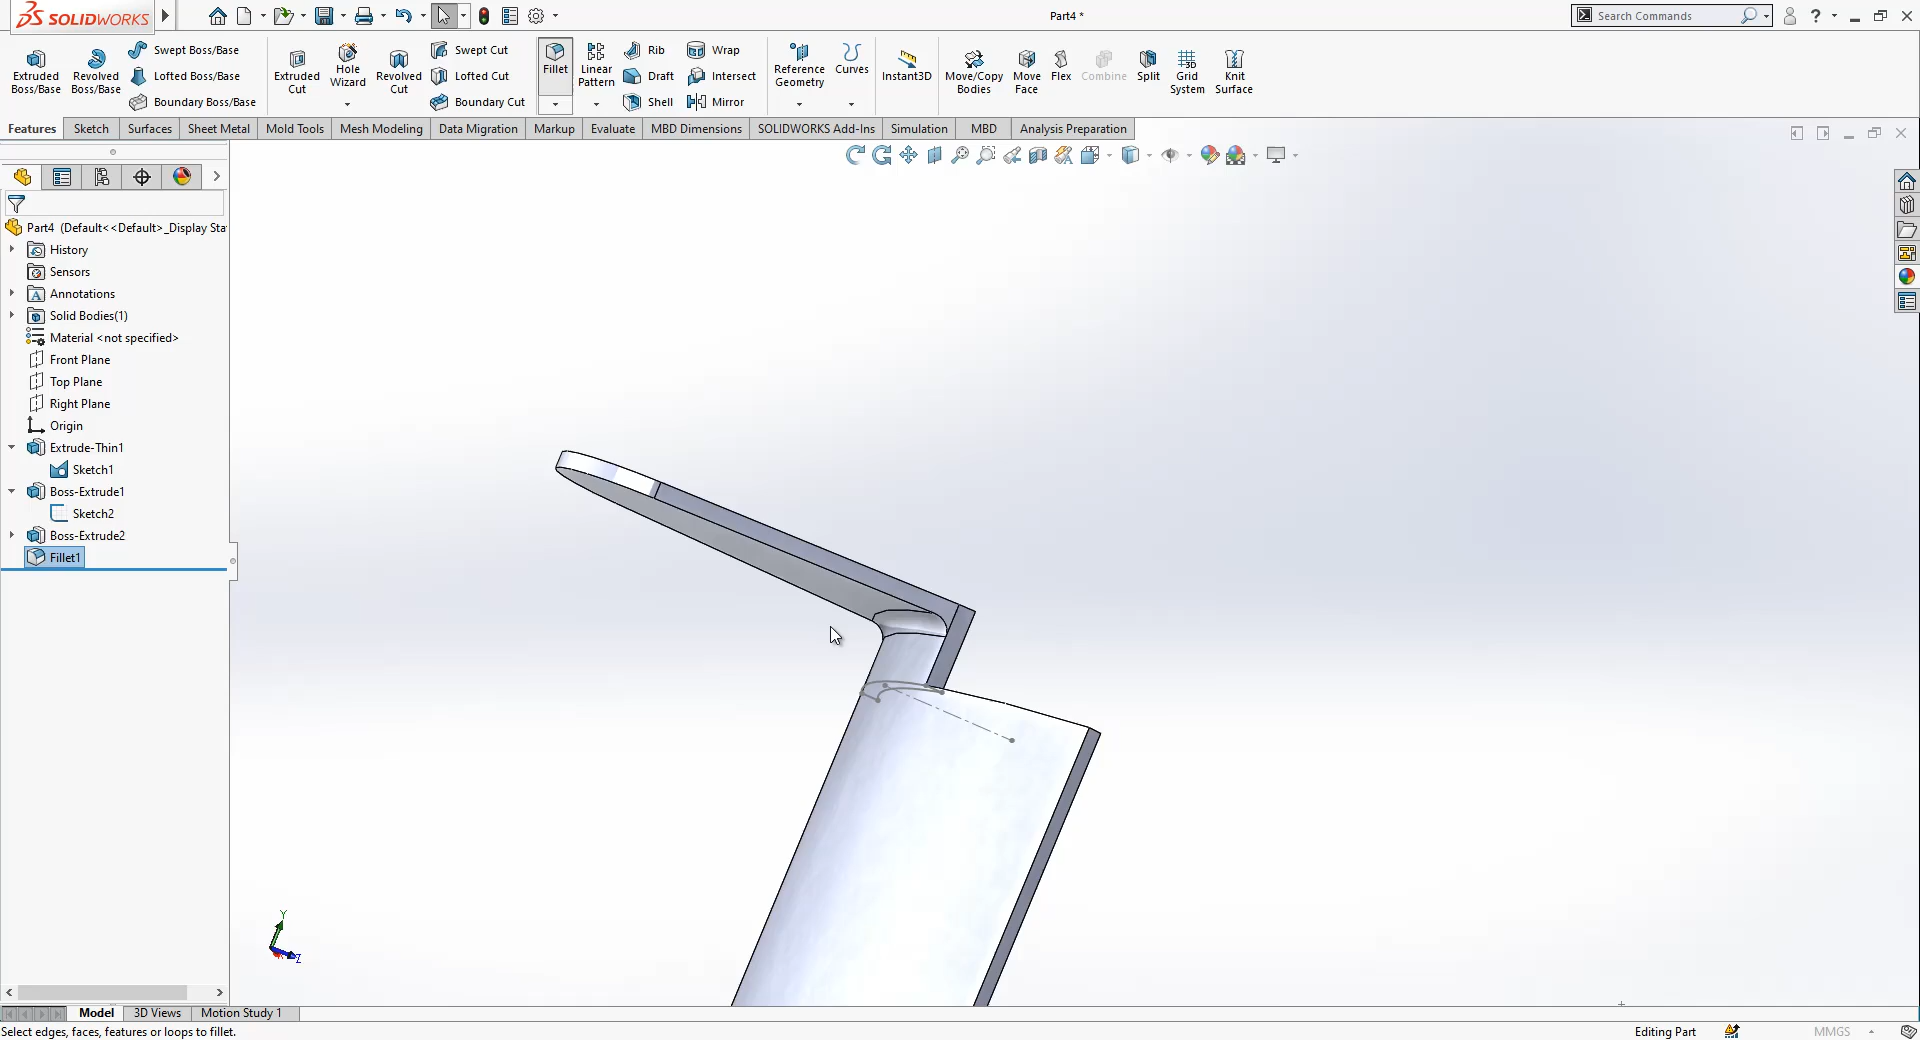 SOLIDWORKS
Part4 *
Search Commands
Extruded Boss/Base
Revolved Boss/Base
Swept Boss/Base
Lofted Boss/Base
Boundary Boss/Base
Extruded Cut
Hole Wizard
Revolved Cut
Swept Cut
Lofted Cut
Boundary Cut
Fillet
Linear Pattern
Rib
Draft
Shell
Wrap
Intersect
Mirror
Reference Geometry
Curves
Instant3D
Move/Copy Bodies
Move Face
Flex
Combine
Split
Grid System
Knit Surface
Features
Sketch
Surfaces
Sheet Metal
Mold Tools
Mesh Modeling
Data Migration
Markup
Evaluate
MBD Dimensions
SOLIDWORKS Add-Ins
Simulation
MBD
Analysis Preparation
Part4 (Default<<Default>_Display Sta
History
Sensors
Annotations
Solid Bodies(1)
Material <not specified>
Front Plane
Top Plane
Right Plane
Origin
Extrude-Thin1
Sketch1
Boss-Extrude1
Sketch2
Boss-Extrude2
Fillet1
Y
Z
Model
3D Views
Motion Study 1
Select edges, faces, features or loops to fillet.
Editing Part
MMGS